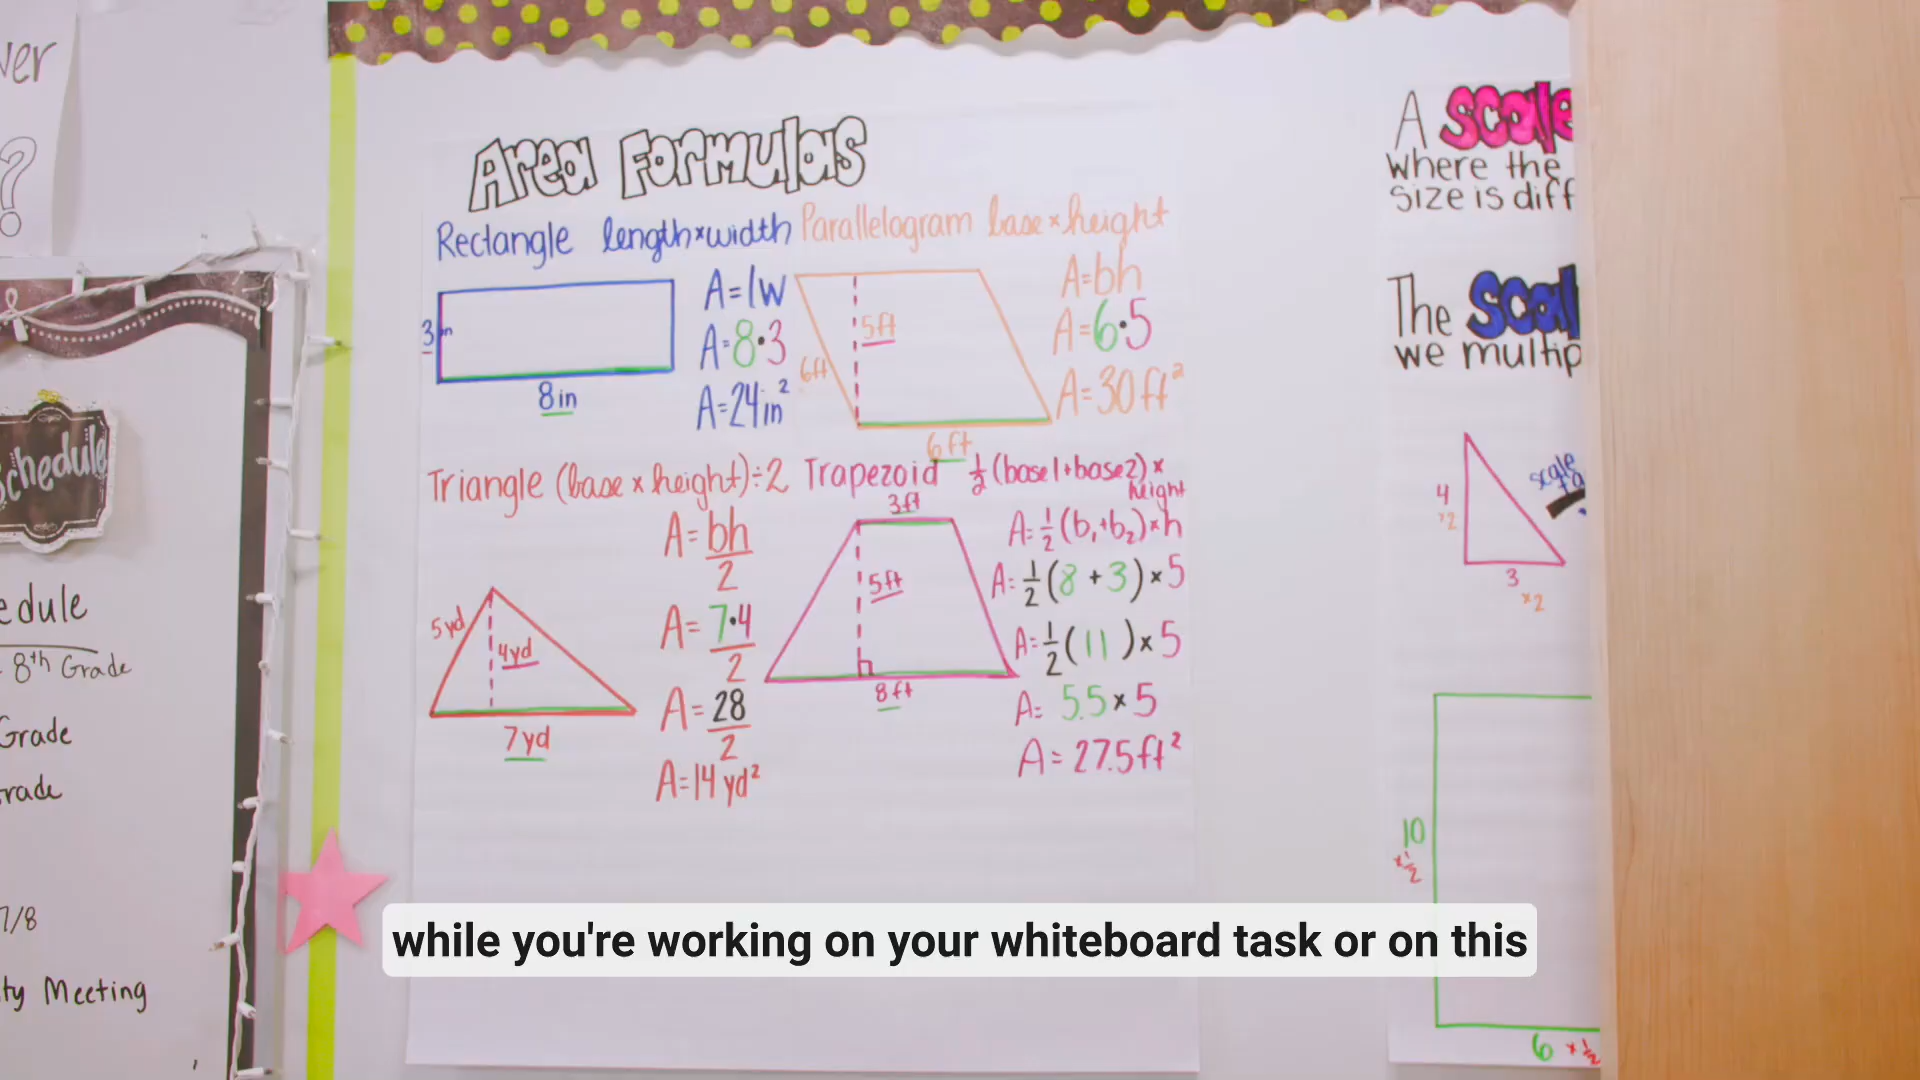 ver
?
Schedule
edule
8th Grade
Grade
rade
7/8
ty Meeting
Area Formulas
Rectangle length×width
3in
8in
A=lw
A=8•3
A=24in²
Parallelogram base×height
5ft
6ft
6ft
A=bh
A=6•5
A=30ft²
Triangle (base×height)÷2
5yd
4yd
7yd
A=bh/2
A=7•4/2
A=28/2
A=14yd²
Trapezoid ½(base1+base2)×height
3ft
5ft
8ft
A=½(b₁+b₂)×h
A=½(8+3)×5
A=½(11)×5
A=5.5×5
A=27.5ft²
A scale
where the
size is diff
The scal
we multip
4
×2
3
×2
scale
10
×½
6 ×½
while you're working on your whiteboard task or on this